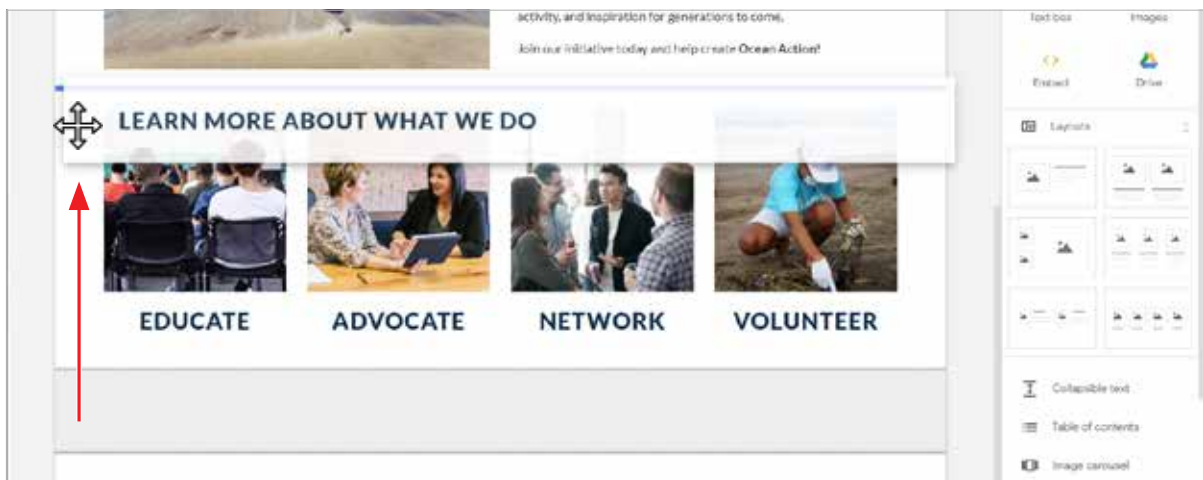 activity, and inspiration for generations to come.
Join our initiative today and help create Ocean Action!
LEARN MORE ABOUT WHAT WE DO
EDUCATE
ADVOCATE
NETWORK
VOLUNTEER
Text box
Images
Embed
Drive
Layouts
Collapsible text
Table of contents
Image carousel